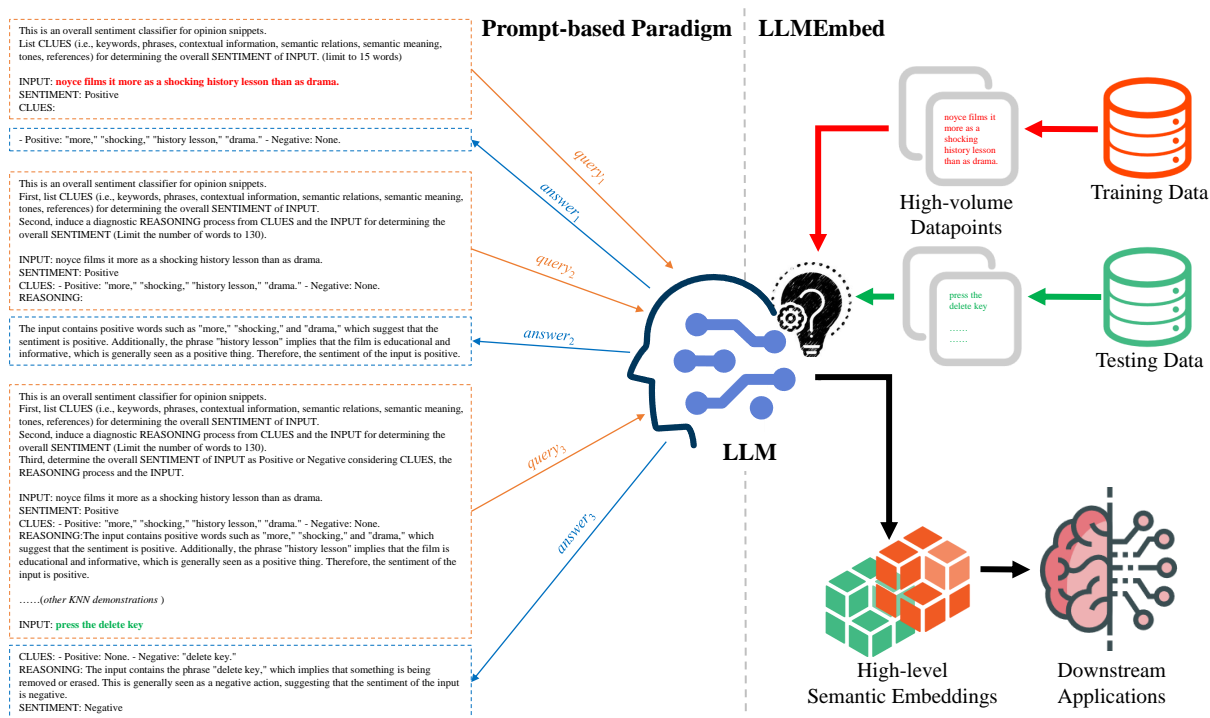 Prompt-based Paradigm
LLMEmbed
This is an overall sentiment classifier for opinion snippets.
List CLUES (i.e., keywords, phrases, contextual information, semantic relations, semantic meaning,
tones, references) for determining the overall SENTIMENT of INPUT. (limit to 15 words)
INPUT: noyce films it more as a shocking history lesson than as drama.
SENTIMENT: Positive
CLUES:
- Positive: "more," "shocking," "history lesson," "drama." - Negative: None.
This is an overall sentiment classifier for opinion snippets.
First, list CLUES (i.e., keywords, phrases, contextual information, semantic relations, semantic meaning,
tones, references) for determining the overall SENTIMENT of INPUT.
Second, induce a diagnostic REASONING process from CLUES and the INPUT for determining the
overall SENTIMENT (Limit the number of words to 130).
INPUT: noyce films it more as a shocking history lesson than as drama.
SENTIMENT: Positive
CLUES: - Positive: "more," "shocking," "history lesson," "drama." - Negative: None.
REASONING:
The input contains positive words such as "more," "shocking," and "drama," which suggest that the
sentiment is positive. Additionally, the phrase "history lesson" implies that the film is educational and
informative, which is generally seen as a positive thing. Therefore, the sentiment of the input is positive.
This is an overall sentiment classifier for opinion snippets.
First, list CLUES (i.e., keywords, phrases, contextual information, semantic relations, semantic meaning,
tones, references) for determining the overall SENTIMENT of INPUT.
Second, induce a diagnostic REASONING process from CLUES and the INPUT for determining the
overall SENTIMENT (Limit the number of words to 130).
Third, determine the overall SENTIMENT of INPUT as Positive or Negative considering CLUES, the
REASONING process and the INPUT.
INPUT: noyce films it more as a shocking history lesson than as drama.
SENTIMENT: Positive
CLUES: - Positive: "more," "shocking," "history lesson," "drama." - Negative: None.
REASONING:The input contains positive words such as "more," "shocking," and "drama," which
suggest that the sentiment is positive. Additionally, the phrase "history lesson" implies that the film is
educational and informative, which is generally seen as a positive thing. Therefore, the sentiment of the
input is positive.
......(other KNN demonstrations )
INPUT: press the delete key
CLUES: - Positive: None. - Negative: "delete key."
REASONING: The input contains the phrase "delete key," which implies that something is being
removed or erased. This is generally seen as a negative action, suggesting that the sentiment of the input
is negative.
SENTIMENT: Negative
query1
answer1
query2
answer2
query3
answer3
LLM
noyce films it
more as a
shocking
history lesson
than as drama.
High-volume
Datapoints
Training Data
press the
delete key
......
......
Testing Data
High-level
Semantic Embeddings
Downstream
Applications